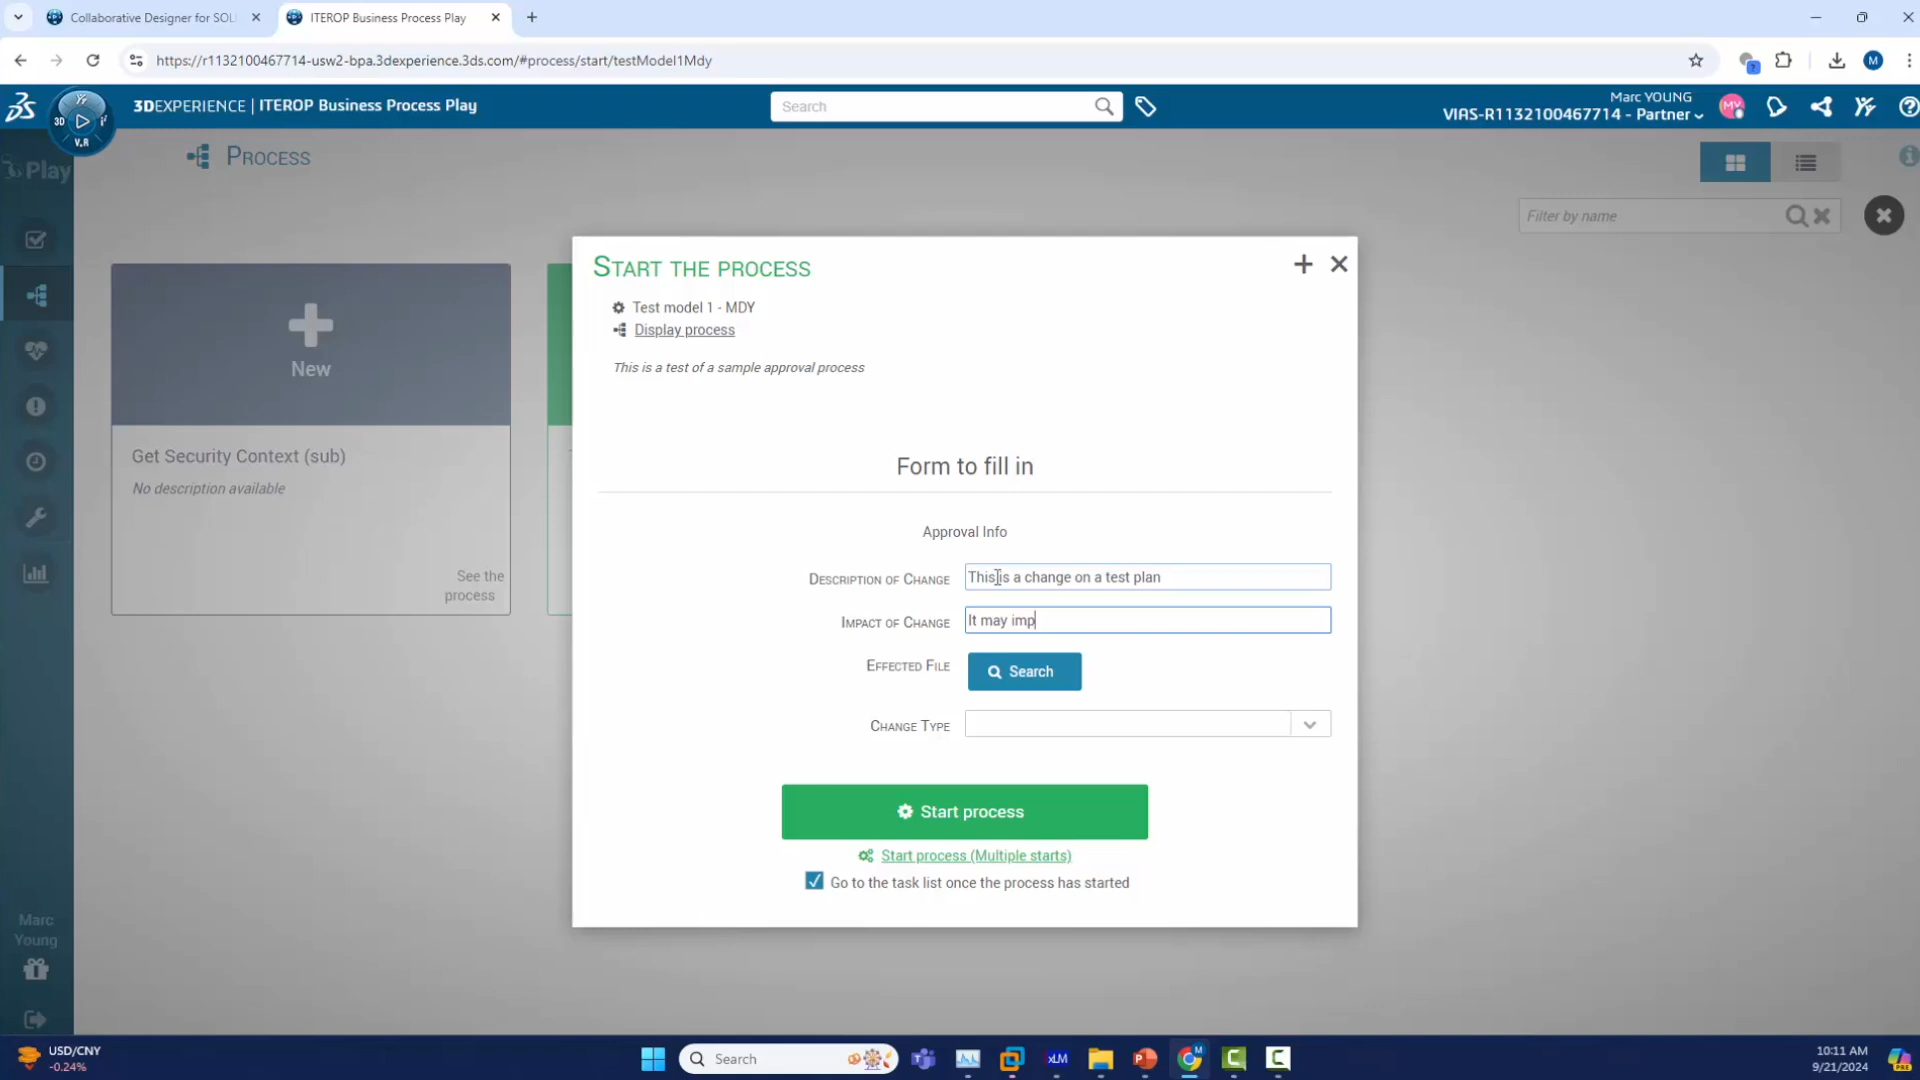 Collaborative Designer for SOLI
ITEROP Business Process Play
https://r1132100467714-usw2-bpa.3dexperience.3ds.com/#process/start/testModel1Mdy
M
3D
V.R
3DEXPERIENCE | ITEROP Business Process Play
Search
Marc YOUNG
VIAS-R1132100467714 - Partner
MY
Play
Process
Filter by name
New
Get Security Context (sub)
No description available
See the
process
Start the process
Test model 1 - MDY
Display process
This is a test of a sample approval process
Form to fill in
Approval Info
Description of Change
This is a change on a test plan
Impact of Change
It may imp
Effected File
Search
Change Type
Start process
Start process (Multiple starts)
Go to the task list once the process has started
Marc
Young
USD/CNY
-0.24%
Search
xLM
10:11 AM
9/21/2024
PRE